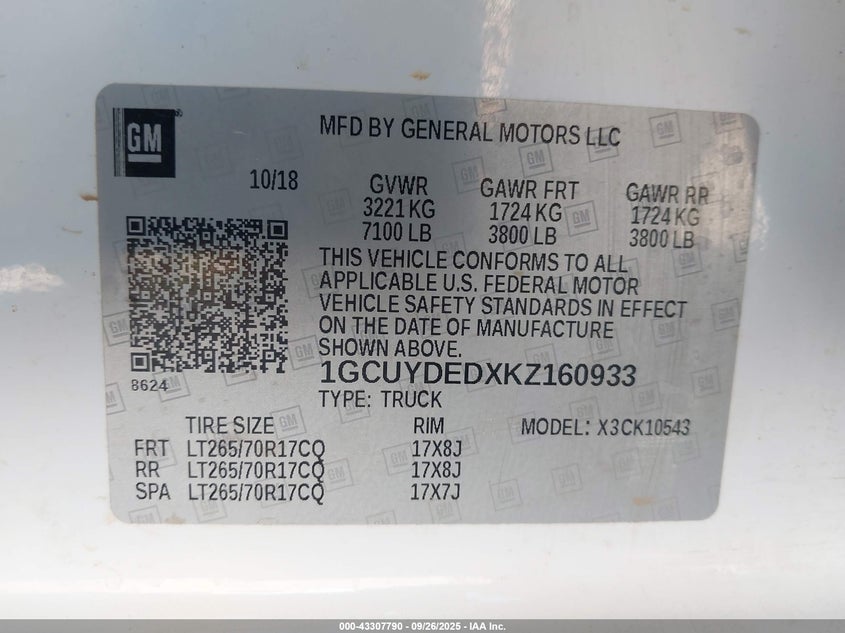 GM
MFD BY GENERAL MOTORS LLC
10/18 GVWR GAWR FRT GAWR RR
3221 KG 1724 KG 1724 KG
7100 LB 3800 LB 3800 LB
THIS VEHICLE CONFORMS TO ALL
APPLICABLE U.S. FEDERAL MOTOR
VEHICLE SAFETY STANDARDS IN EFFECT
ON THE DATE OF MANUFACTURE
SHOWN ABOVE.
8624
1GCUYDEDXKZ160933
TYPE: TRUCK
TIRE SIZE RIM MODEL: X3CK10543
FRT LT265/70R17CQ 17X8J
RR LT265/70R17CQ 17X8J
SPA LT265/70R17CQ 17X7J
000-43307790 - 09/26/2025 - IAA Inc.